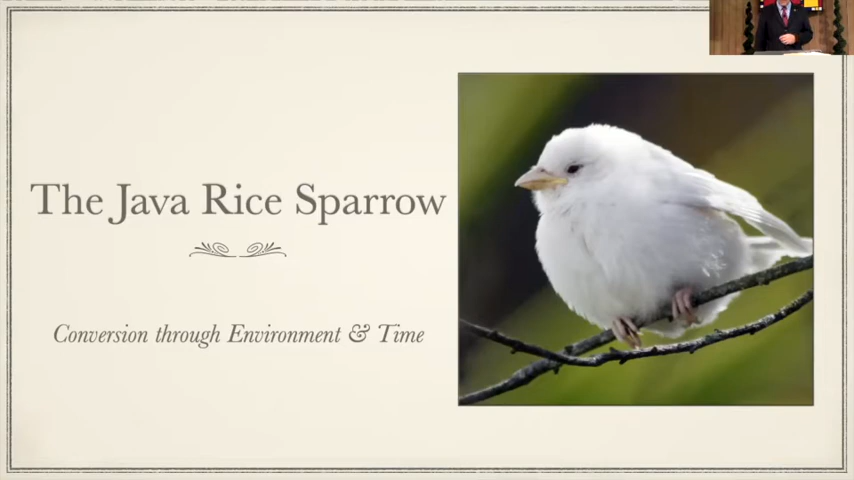 The Java Rice Sparrow
Conversion through Environment & Time